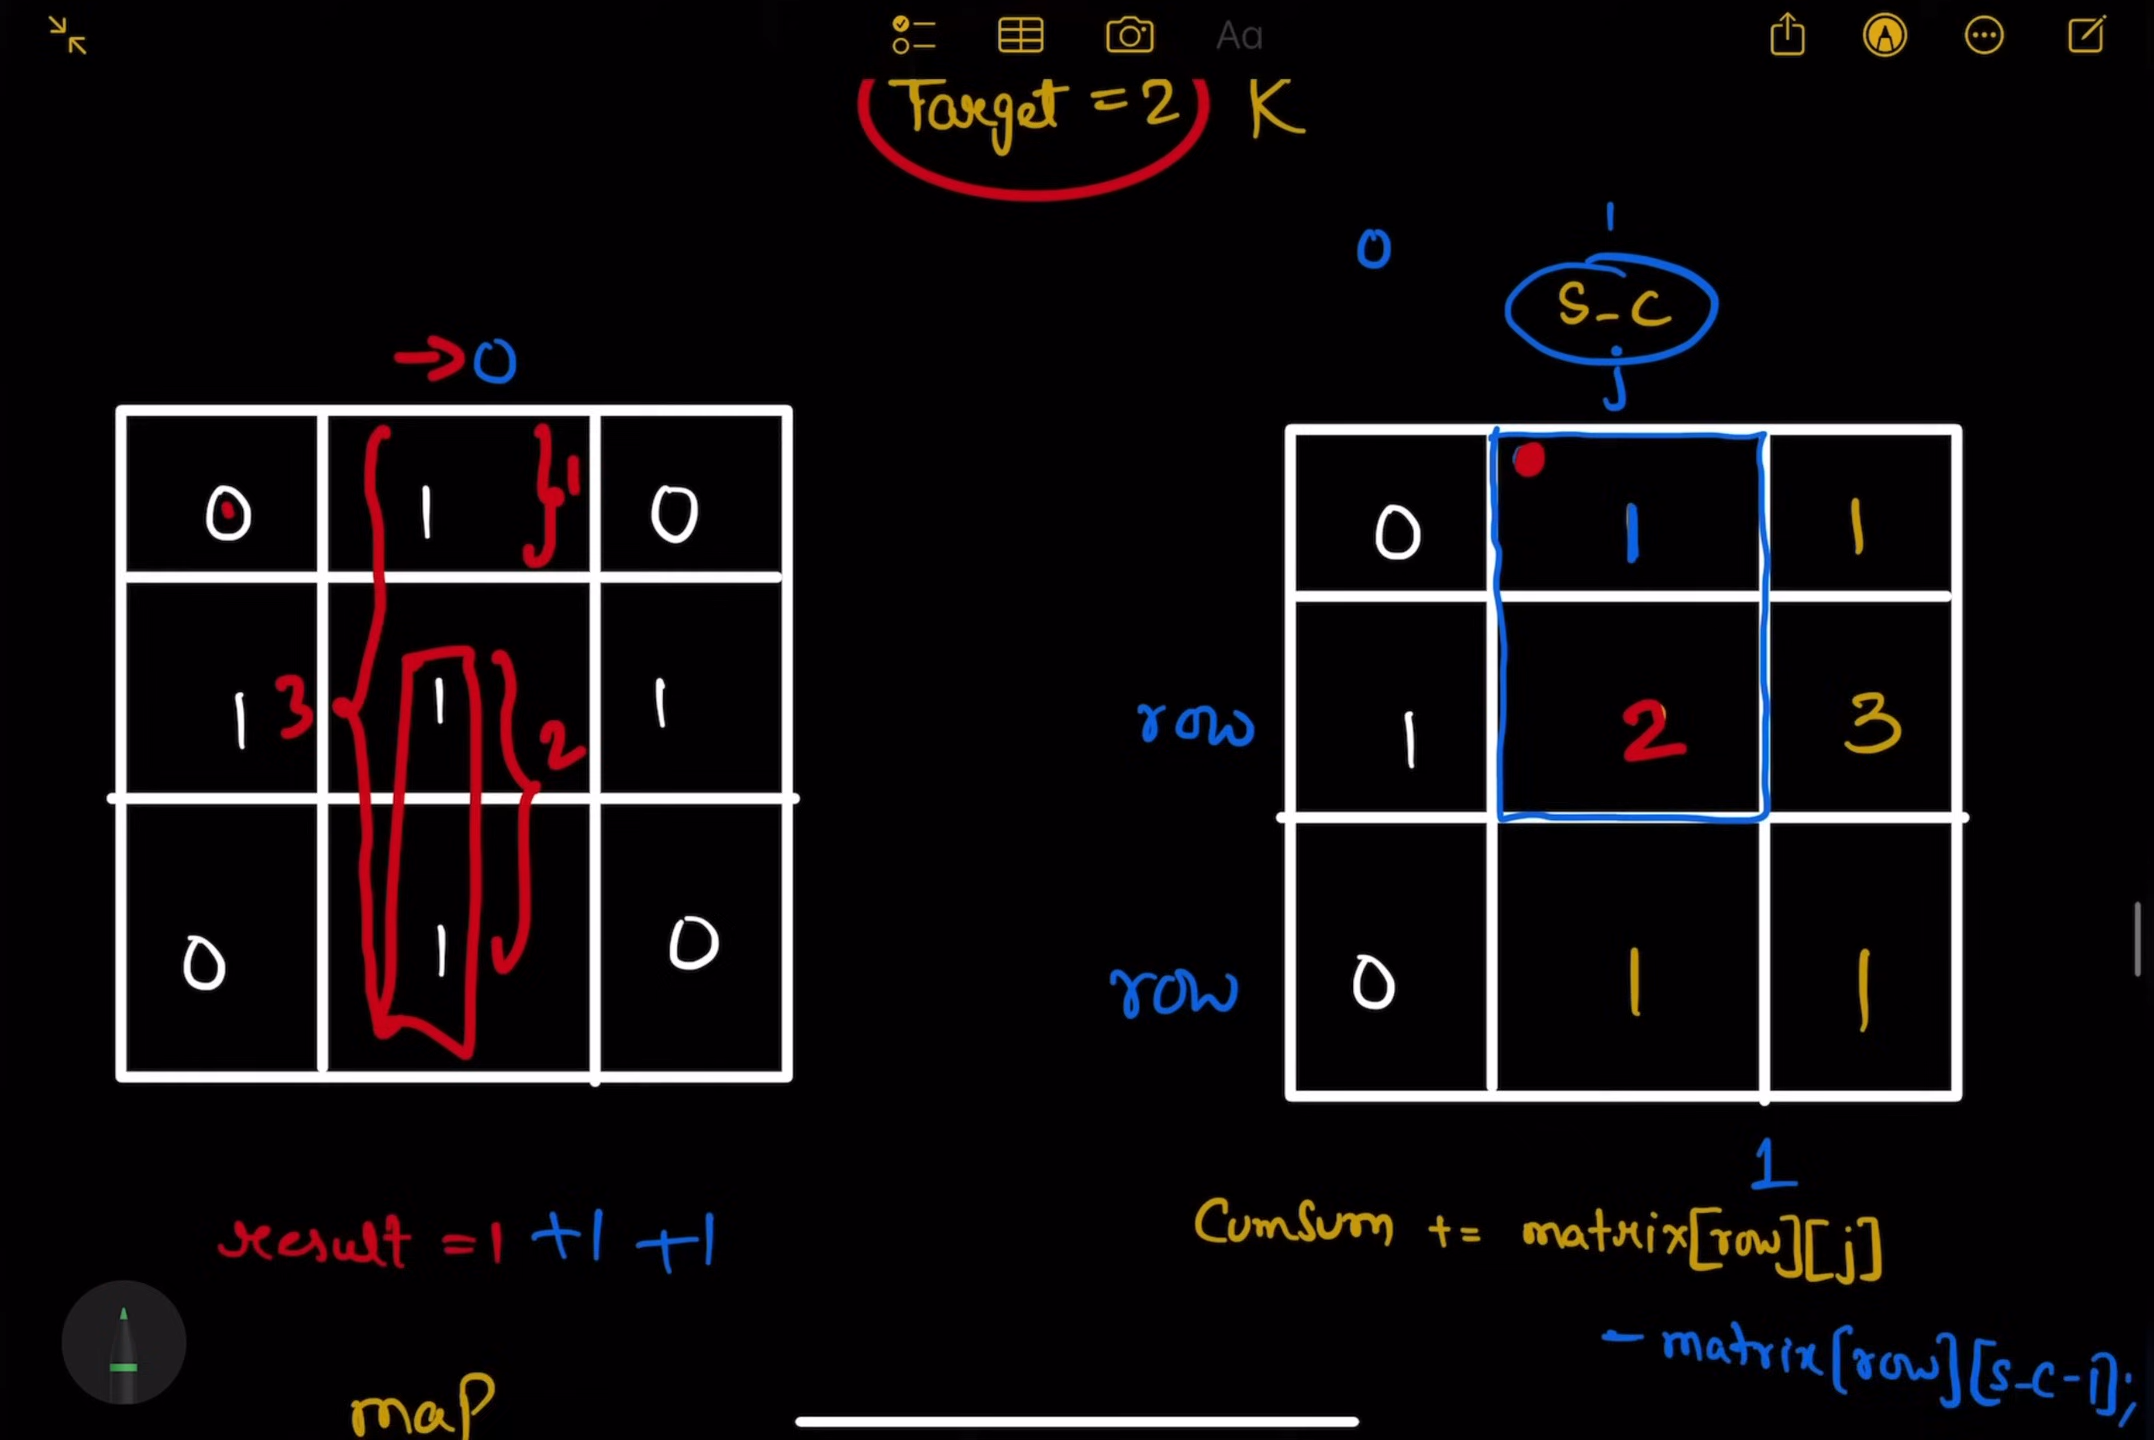 Aa
Target = 2 K
0 1
S_C
j
→ 0
0 1 } 1 0
1 3 1 2 1
0 1 0
0 1 1
row 1 2 3
row 0 1 1
1
result = 1 + 1 + 1
CumSum += matrix[row][j]
- matrix[row][S_C-1];
map